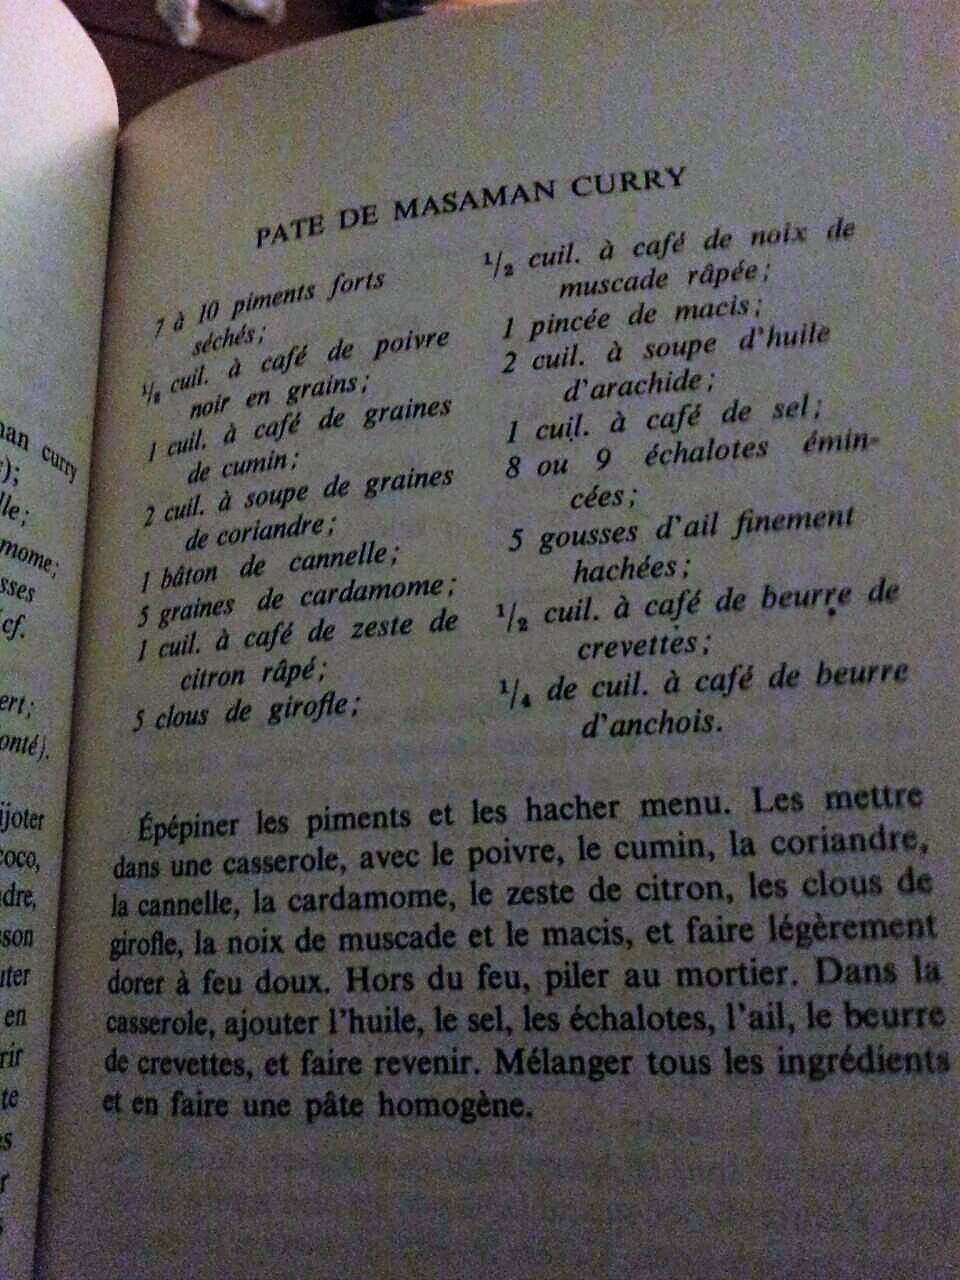 man curry
);
lle;
mome;
sses
cf.
ert;
onté).
ijoter
coco,
dre,
sson
uter
en
rir
te
es
r
PATE DE MASAMAN CURRY
7 à 10 piments forts
séchés;
1/2 cuil. à café de poivre
noir en grains;
1 cuil. à café de graines
de cumin;
2 cuil. à soupe de graines
de coriandre;
1 bâton de cannelle;
5 graines de cardamome;
1 cuil. à café de zeste de
citron râpé;
5 clous de girofle;
1/2 cuil. à café de noix de
muscade râpée;
1 pincée de macis;
2 cuil. à soupe d'huile
d'arachide;
1 cuil. à café de sel;
8 ou 9 échalotes émin-
cées;
5 gousses d'ail finement
hachées;
1/2 cuil. à café de beurre de
crevettes;
1/4 de cuil. à café de beurre
d'anchois.
Épépiner les piments et les hacher menu. Les mettre
dans une casserole, avec le poivre, le cumin, la coriandre,
la cannelle, la cardamome, le zeste de citron, les clous de
girofle, la noix de muscade et le macis, et faire légèrement
dorer à feu doux. Hors du feu, piler au mortier. Dans la
casserole, ajouter l'huile, le sel, les échalotes, l'ail, le beurre
de crevettes, et faire revenir. Mélanger tous les ingrédients
et en faire une pâte homogène.